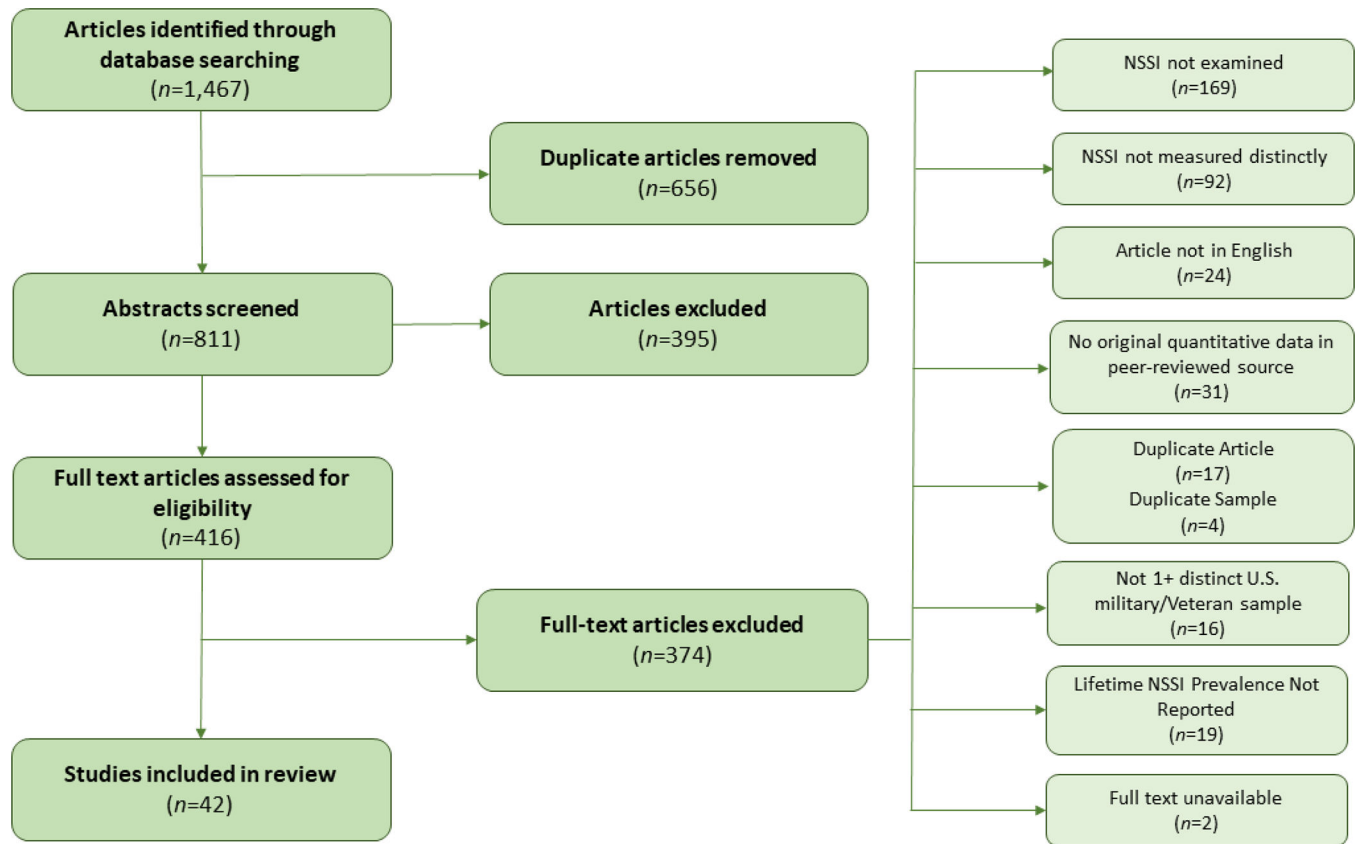 Articles identified through
database searching
(n=1,467)
Duplicate articles removed
(n=656)
Abstracts screened
(n=811)
Articles excluded
(n=395)
Full text articles assessed for
eligibility
(n=416)
Full-text articles excluded
(n=374)
Studies included in review
(n=42)
NSSI not examined
(n=169)
NSSI not measured distinctly
(n=92)
Article not in English
(n=24)
No original quantitative data in
peer-reviewed source
(n=31)
Duplicate Article
(n=17)
Duplicate Sample
(n=4)
Not 1+ distinct U.S.
military/Veteran sample
(n=16)
Lifetime NSSI Prevalence Not
Reported
(n=19)
Full text unavailable
(n=2)